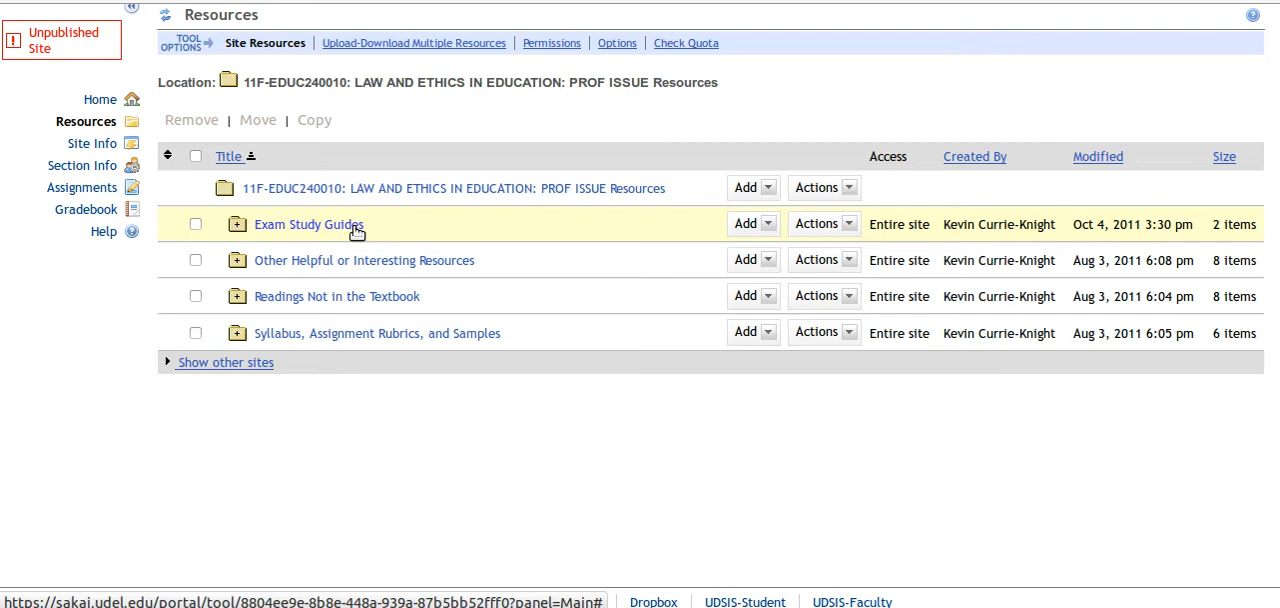 Resources
Unpublished
Site
TOOL
OPTIONS
Site Resources | Upload-Download Multiple Resources | Permissions | Options | Check Quota
Location: 11F-EDUC240010: LAW AND ETHICS IN EDUCATION: PROF ISSUE Resources
Home
Resources
Site Info
Section Info
Assignments
Gradebook
Help
Remove | Move | Copy
Title Access Created By Modified Size
11F-EDUC240010: LAW AND ETHICS IN EDUCATION: PROF ISSUE Resources Add Actions
Exam Study Guides Add Actions Entire site Kevin Currie-Knight Oct 4, 2011 3:30 pm 2 items
Other Helpful or Interesting Resources Add Actions Entire site Kevin Currie-Knight Aug 3, 2011 6:08 pm 8 items
Readings Not in the Textbook Add Actions Entire site Kevin Currie-Knight Aug 3, 2011 6:04 pm 8 items
Syllabus, Assignment Rubrics, and Samples Add Actions Entire site Kevin Currie-Knight Aug 3, 2011 6:05 pm 6 items
Show other sites
https://sakai.udel.edu/portal/tool/8804ee9e-8b8e-448a-939a-87b5bb52fff0?panel=Main# | Dropbox | UDSIS-Student | UDSIS-Faculty